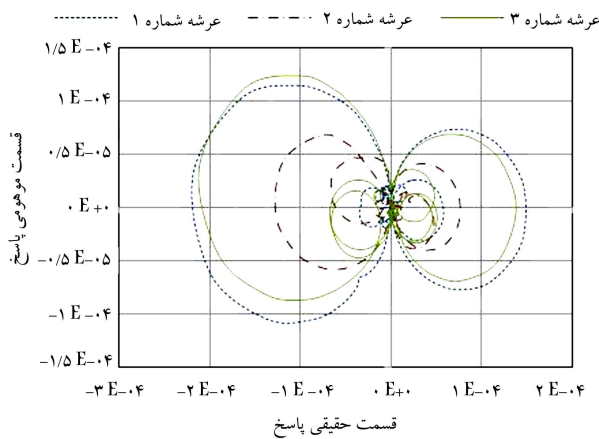 عرشه شماره ۱ عرشه شماره ۲ عرشه شماره ۳
۱/۵ E-۰۴
۱ E-۰۴
۰/۵ E-۰۵
۰ E+۰
-۰/۵ E-۰۵
-۱ E-۰۴
-۱/۵ E-۰۴
قسمت موهومی پاسخ
-۳ E-۰۴ -۲ E-۰۴ -۱ E-۰۴ ۰ E+۰ ۱ E-۰۴ ۲ E-۰۴
قسمت حقیقی پاسخ